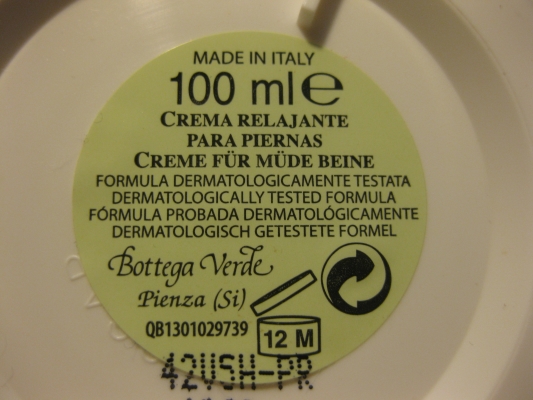 MADE IN ITALY
100 ml ℮
CREMA RELAJANTE
PARA PIERNAS
CREME FÜR MÜDE BEINE
FORMULA DERMATOLOGICAMENTE TESTATA
DERMATOLOGICALLY TESTED FORMULA
FÓRMULA PROBADA DERMATOLÓGICAMENTE
DERMATOLOGISCH GETESTETE FORMEL
Bottega Verde
Pienza (Si)
QB1301029739
12 M
42VSH-PR